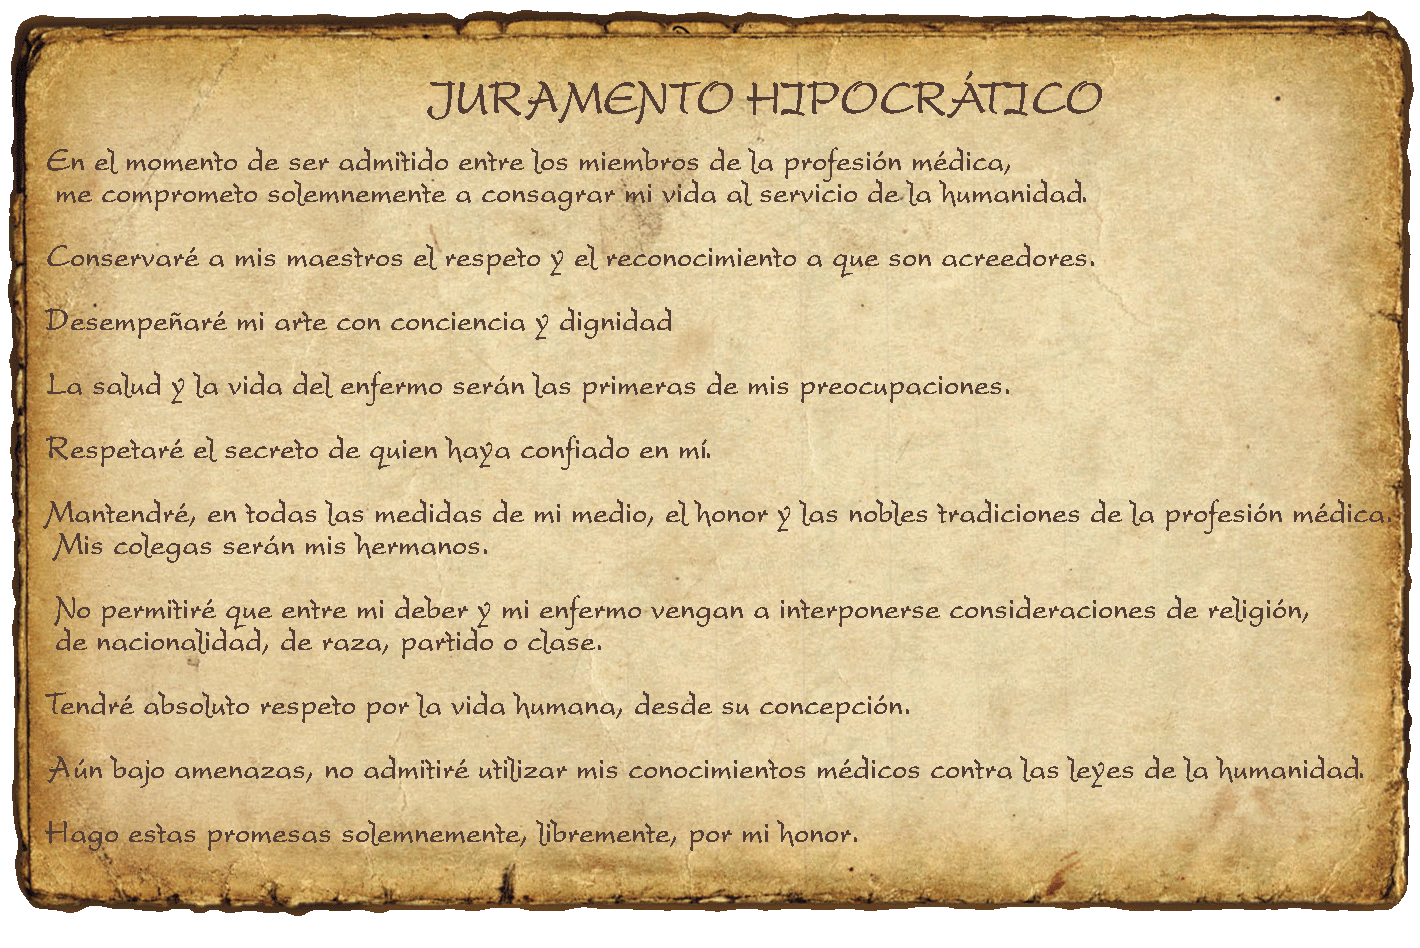 JURAMENTO HIPOCRÁTICO
En el momento de ser admitido entre los miembros de la profesión médica,
me comprometo solemnemente a consagrar mi vida al servicio de la humanidad.
Conservaré a mis maestros el respeto y el reconocimiento a que son acreedores.
Desempeñaré mi arte con conciencia y dignidad
La salud y la vida del enfermo serán las primeras de mis preocupaciones.
Respetaré el secreto de quien haya confiado en mí.
Mantendré, en todas las medidas de mi medio, el honor y las nobles tradiciones de la profesión médica.
Mis colegas serán mis hermanos.
No permitiré que entre mi deber y mi enfermo vengan a interponerse consideraciones de religión,
de nacionalidad, de raza, partido o clase.
Tendré absoluto respeto por la vida humana, desde su concepción.
Aún bajo amenazas, no admitiré utilizar mis conocimientos médicos contra las leyes de la humanidad.
Hago estas promesas solemnemente, libremente, por mi honor.